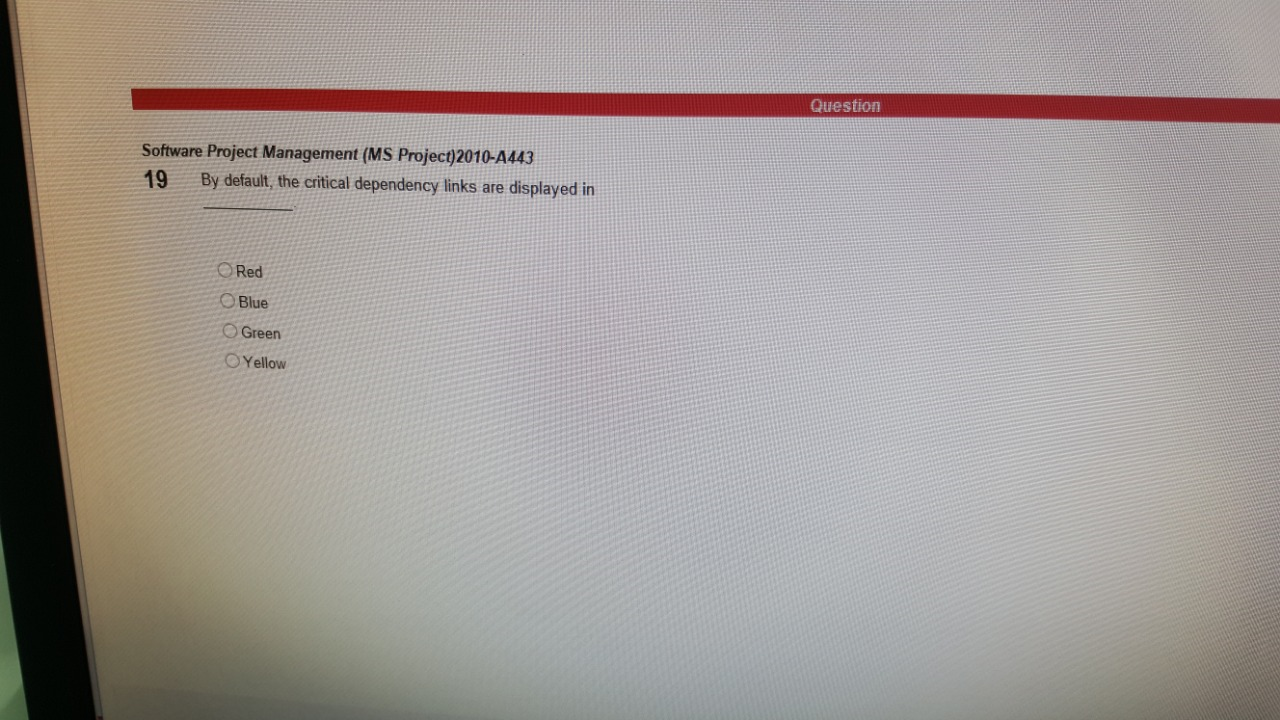 Question
Software Project Management (MS Project)2010-A443
19 By default, the critical dependency links are displayed in
__________.
Red
Blue
Green
Yellow